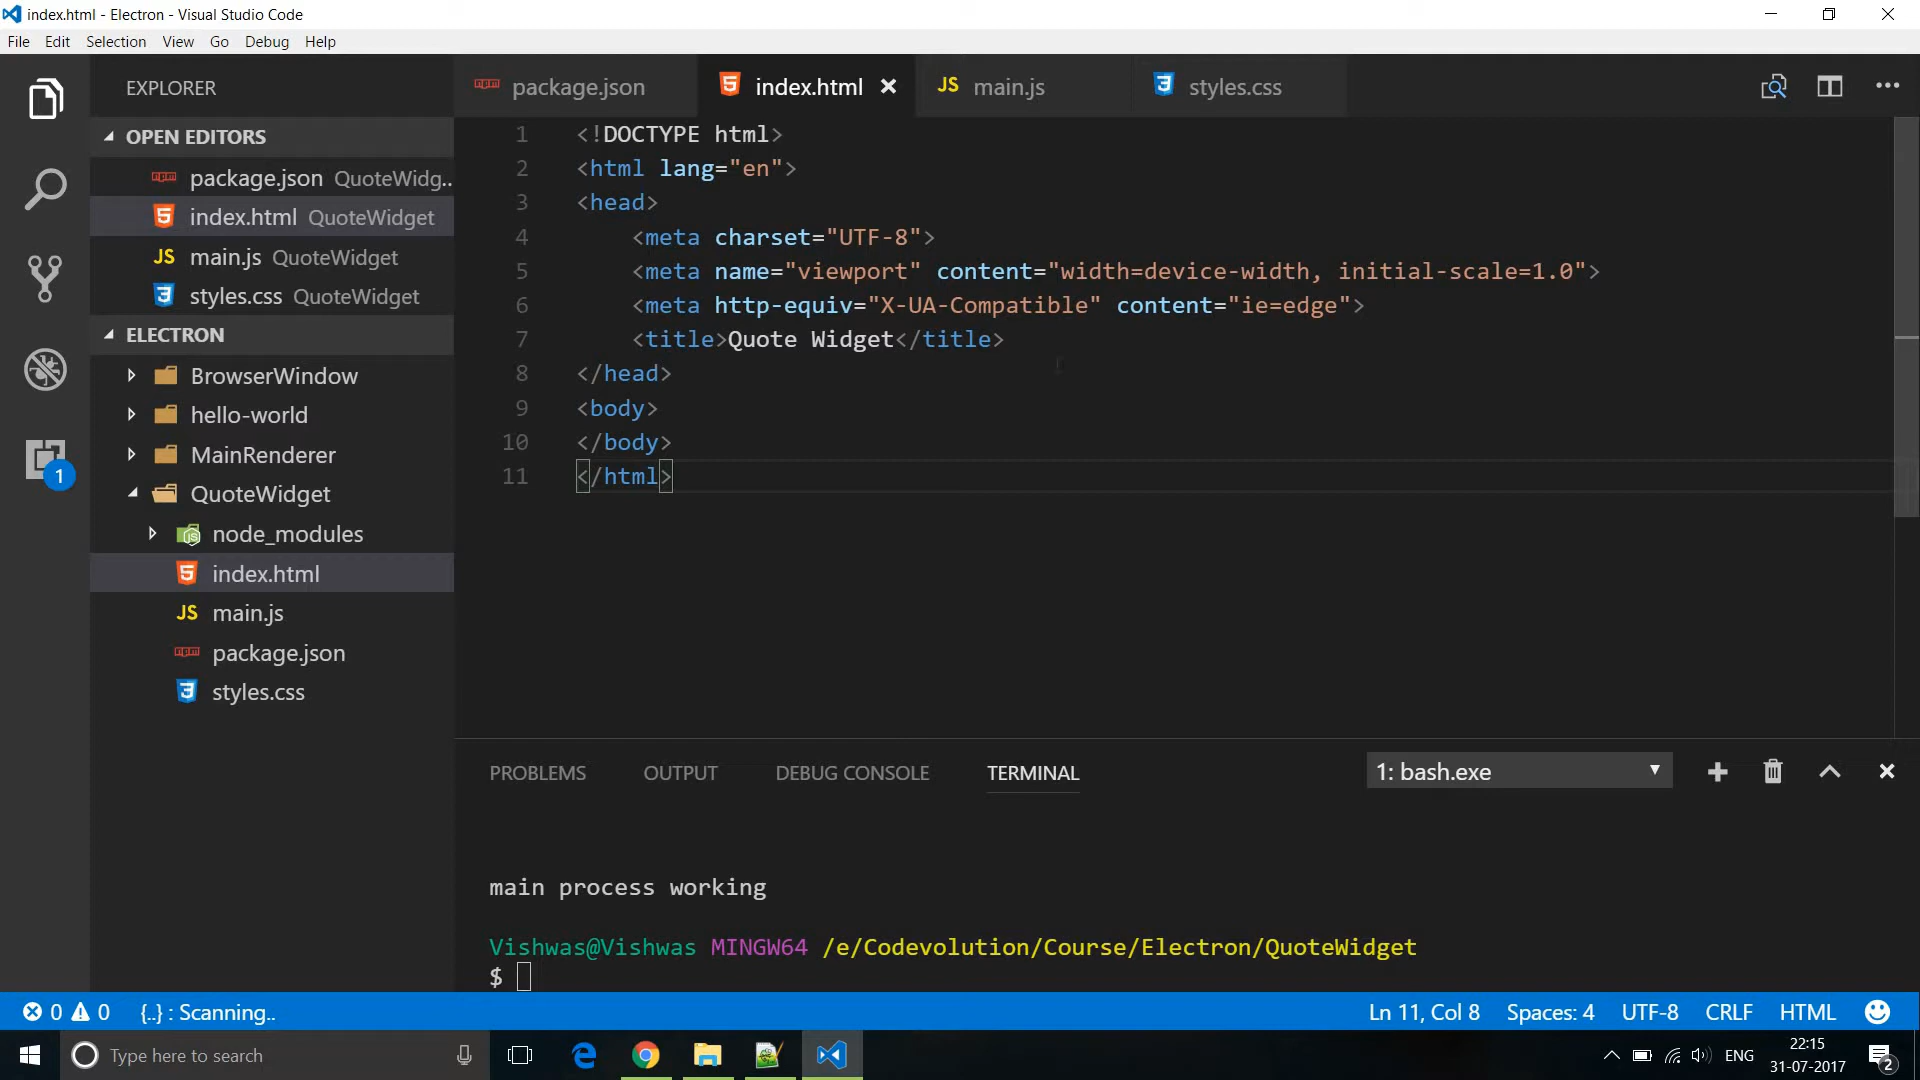 index.html - Electron - Visual Studio Code
File Edit Selection View Go Debug Help
EXPLORER
OPEN EDITORS
package.json QuoteWidg..
index.html QuoteWidget
JS main.js QuoteWidget
styles.css QuoteWidget
ELECTRON
BrowserWindow
hello-world
MainRenderer
QuoteWidget
node_modules
index.html
JS main.js
package.json
styles.css
1
package.json index.html JS main.js styles.css
1 <!DOCTYPE html>
2 <html lang="en">
3 <head>
4 <meta charset="UTF-8">
5 <meta name="viewport" content="width=device-width, initial-scale=1.0">
6 <meta http-equiv="X-UA-Compatible" content="ie=edge">
7 <title>Quote Widget</title>
8 </head>
9 <body>
10 </body>
11 </html>
PROBLEMS OUTPUT DEBUG CONSOLE TERMINAL 1: bash.exe
main process working
Vishwas@Vishwas MINGW64 /e/Codevolution/Course/Electron/QuoteWidget
$
0 0 {..} : Scanning.. Ln 11, Col 8 Spaces: 4 UTF-8 CRLF HTML
Type here to search ENG 22:15
31-07-2017 2